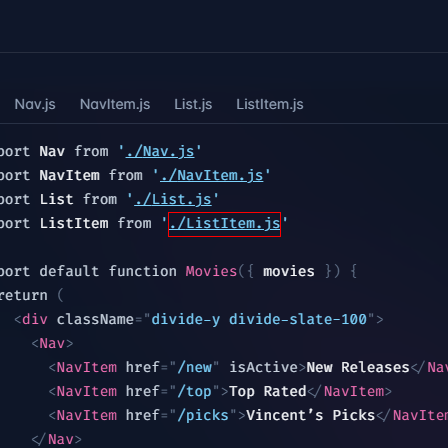 Nav.js NavItem.js List.js ListItem.js
port Nav from './Nav.js'
port NavItem from './NavItem.js'
port List from './List.js'
port ListItem from './ListItem.js'
port default function Movies({ movies }) {
return (
<div className="divide-y divide-slate-100">
<Nav>
<NavItem href="/new" isActive>New Releases</Nav
<NavItem href="/top">Top Rated</NavItem>
<NavItem href="/picks">Vincent’s Picks</NavItem
</Nav>